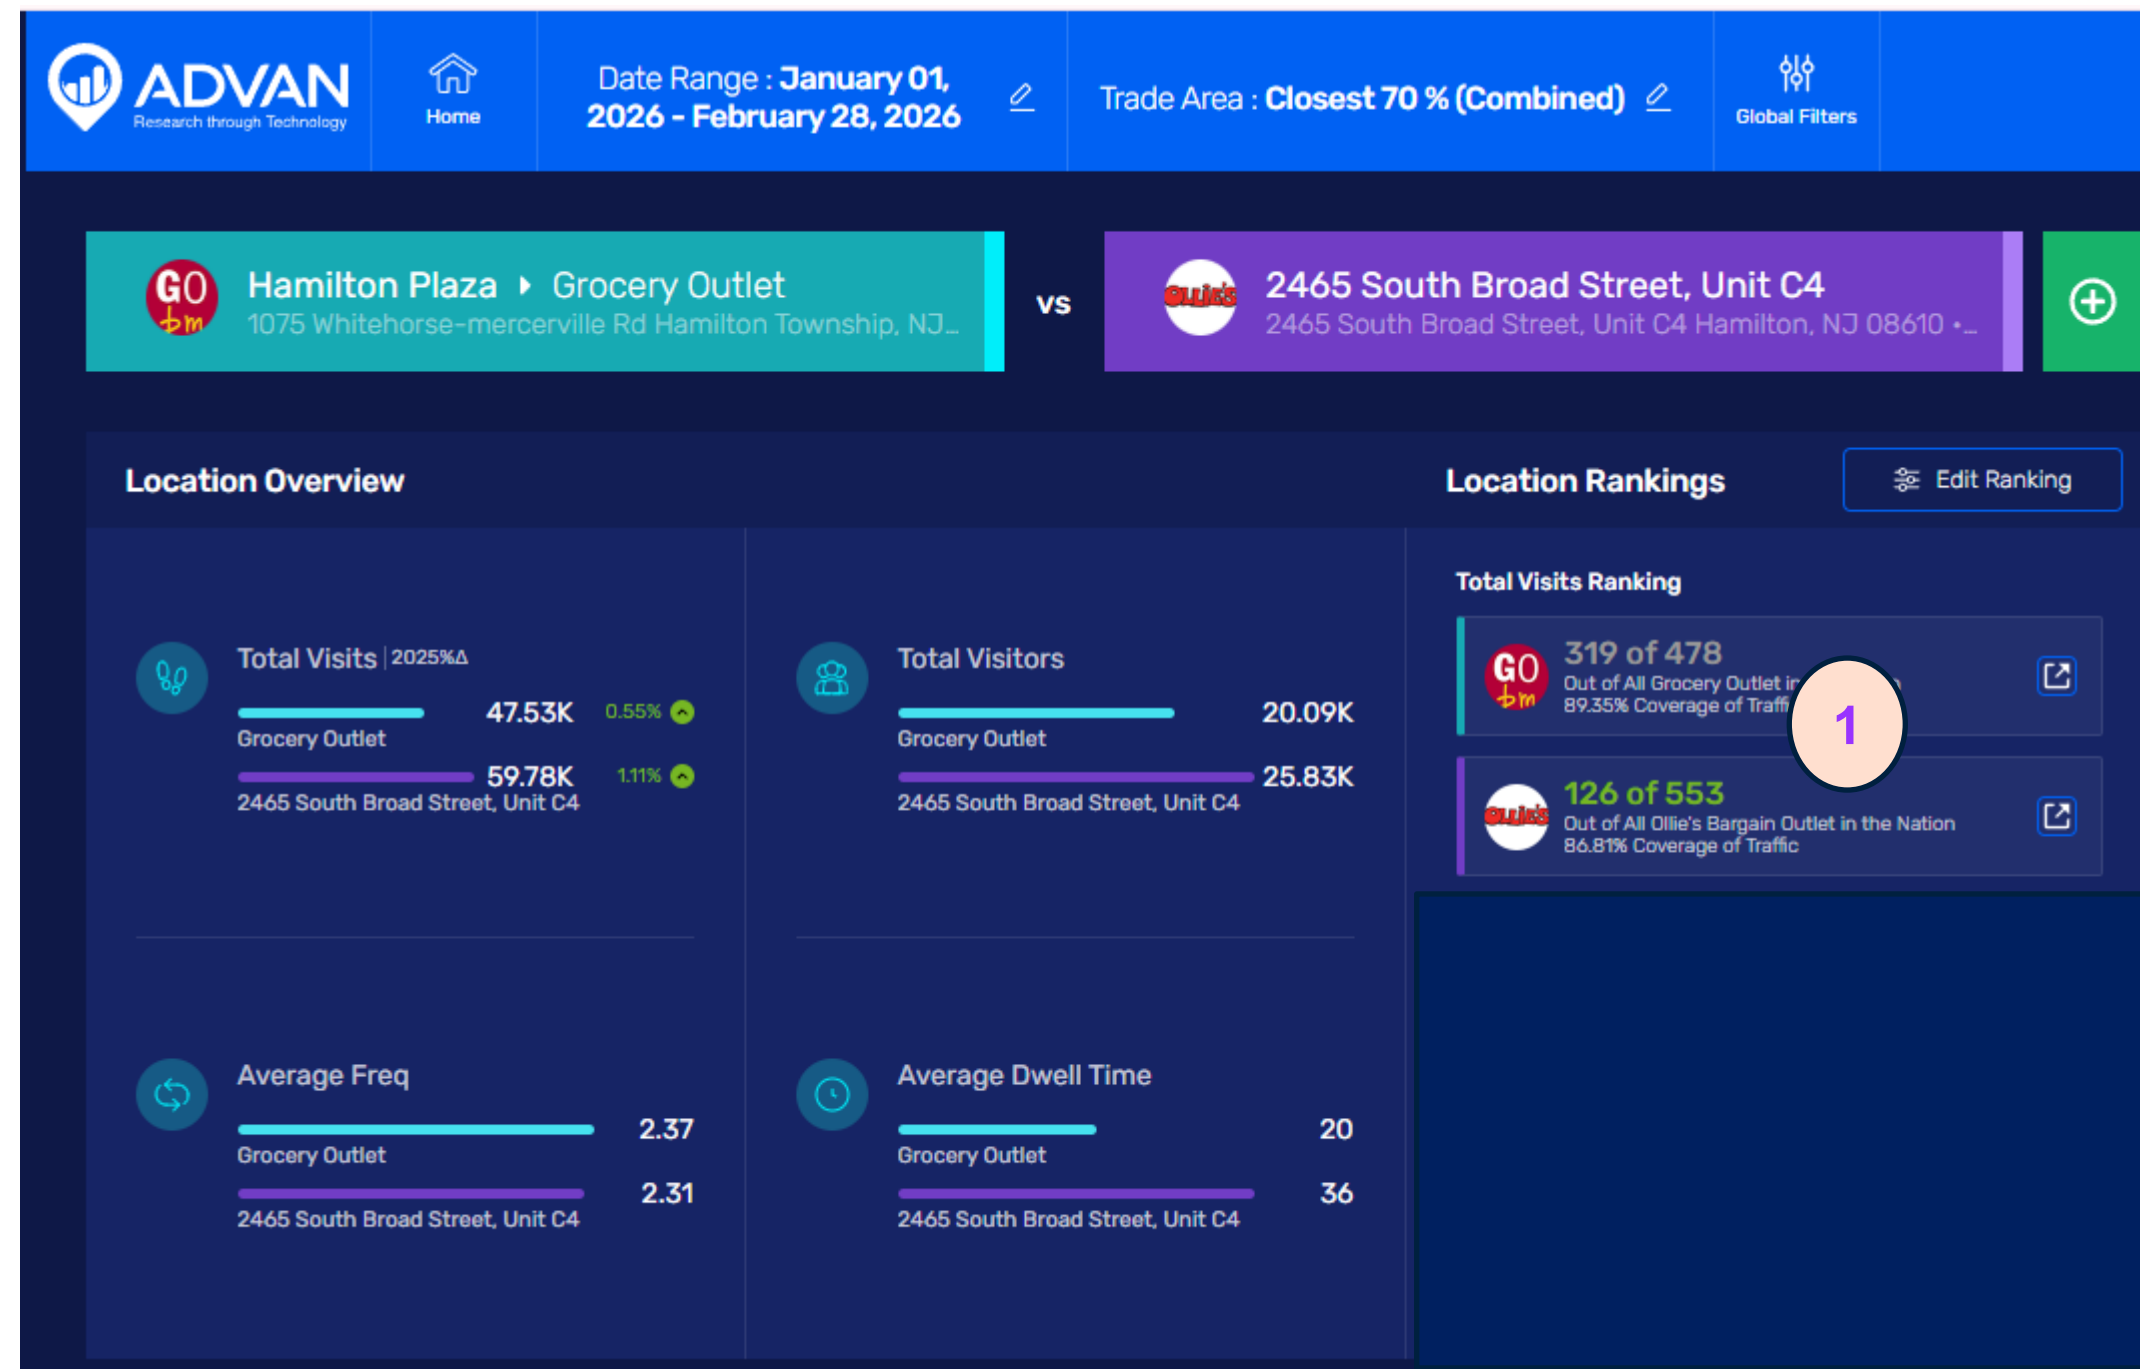 ADVAN
Research through Technology
Home
Date Range : January 01,
2026 - February 28, 2026
Trade Area : Closest 70 % (Combined)
Global Filters
GO
bm
Hamilton Plaza ▸ Grocery Outlet
1075 Whitehorse-mercerville Rd Hamilton Township, NJ...
vs
OLLIE'S
2465 South Broad Street, Unit C4
2465 South Broad Street, Unit C4 Hamilton, NJ 08610 •...
Location Overview
Total Visits | 2025%Δ
47.53K 0.55%
Grocery Outlet
59.78K 1.11%
2465 South Broad Street, Unit C4
Total Visitors
20.09K
Grocery Outlet
25.83K
2465 South Broad Street, Unit C4
Average Freq
2.37
Grocery Outlet
2.31
2465 South Broad Street, Unit C4
Average Dwell Time
20
Grocery Outlet
36
2465 South Broad Street, Unit C4
Location Rankings
Edit Ranking
Total Visits Ranking
GO
bm
319 of 478
Out of All Grocery Outlet in
89.35% Coverage of Traffi
1
OLLIE'S
126 of 553
Out of All Ollie's Bargain Outlet in the Nation
86.81% Coverage of Traffic